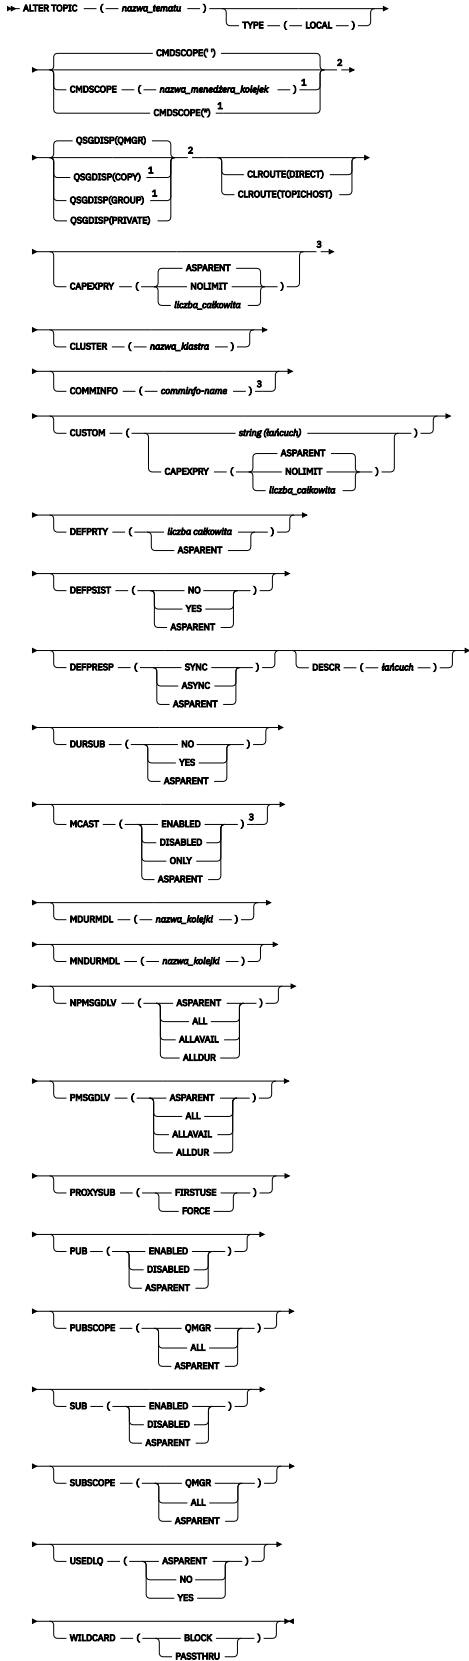 ALTER TOPIC ( nazwa_tematu )
TYPE ( LOCAL )
CMDSCOPE(' ')
CMDSCOPE ( nazwa_menedżera_kolejek ) 1
CMDSCOPE(*) 1
2
QSGDISP(QMGR)
QSGDISP(COPY) 1
QSGDISP(GROUP) 1
QSGDISP(PRIVATE)
2
CLROUTE(DIRECT)
CLROUTE(TOPICHOST)
CAPEXPRY ( ASPARENT
NOLIMIT )
liczba_całkowita
3
CLUSTER ( nazwa_klastra )
COMMINFO ( comminfo-name ) 3
CUSTOM ( string (łańcuch) )
CAPEXPRY ( ASPARENT
NOLIMIT )
liczba_całkowita
DEFPRTY ( liczba całkowita )
ASPARENT
DEFPSIST ( NO )
YES
ASPARENT
DEFPRESP ( SYNC )
ASYNC
ASPARENT
DESCR ( łańcuch )
DURSUB ( NO )
YES
ASPARENT
MCAST ( ENABLED ) 3
DISABLED
ONLY
ASPARENT
MDURMDL ( nazwa_kolejki )
MNDURMDL ( nazwa_kolejki )
NPMSGDLV ( ASPARENT )
ALL
ALLAVAIL
ALLDUR
PMSGDLV ( ASPARENT )
ALL
ALLAVAIL
ALLDUR
PROXYSUB ( FIRSTUSE )
FORCE
PUB ( ENABLED )
DISABLED
ASPARENT
PUBSCOPE ( QMGR )
ALL
ASPARENT
SUB ( ENABLED )
DISABLED
ASPARENT
SUBSCOPE ( QMGR )
ALL
ASPARENT
USEDLQ ( ASPARENT )
NO
YES
WILDCARD ( BLOCK )
PASSTHRU